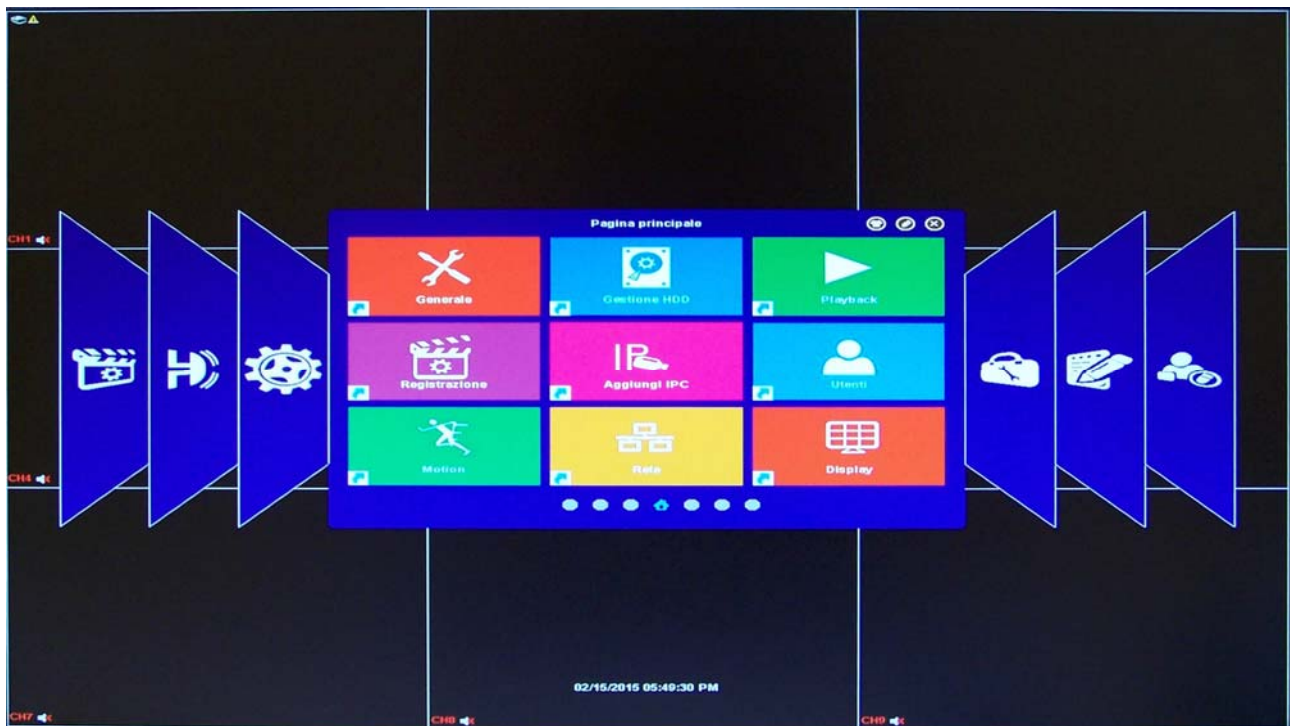 Pagina principale
CH1
Generale
Gestione HDD
Playback
IP
Registrazione
Aggiungi IPC
Utenti
Motion
Rete
Display
CH4
02/15/2015 05:49:30 PM
CH7
CH8
CH9